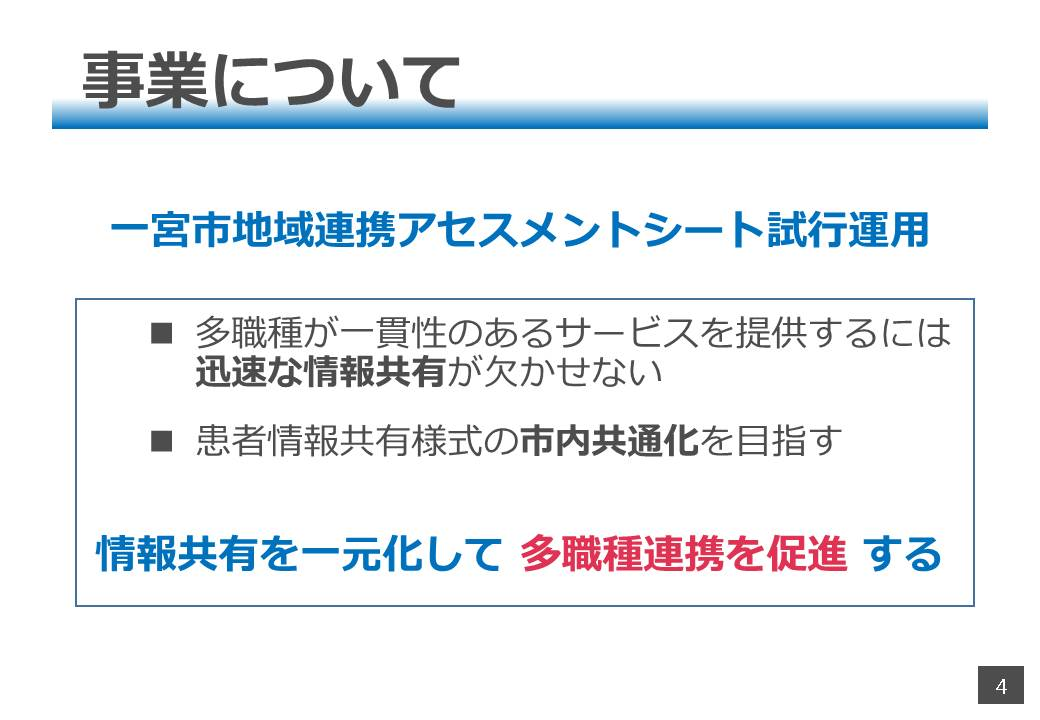 事業について
一宮市地域連携アセスメントシート試行運用
■ 多職種が一貫性のあるサービスを提供するには
迅速な情報共有が欠かせない
■ 患者情報共有様式の市内共通化を目指す
情報共有を一元化して 多職種連携を促進 する
4